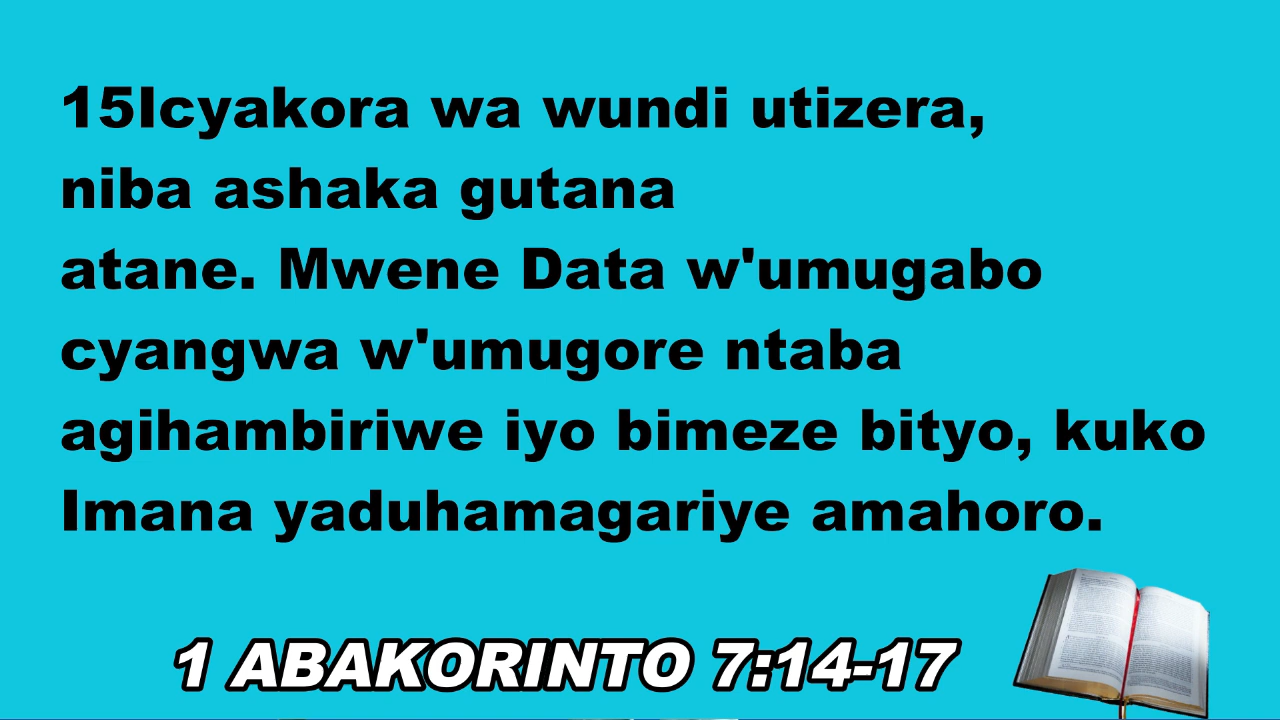 15Icyakora wa wundi utizera,
niba ashaka gutana
atane. Mwene Data w'umugabo
cyangwa w'umugore ntaba
agihambiriwe iyo bimeze bityo, kuko
Imana yaduhamagariye amahoro.
1 ABAKORINTO 7:14-17